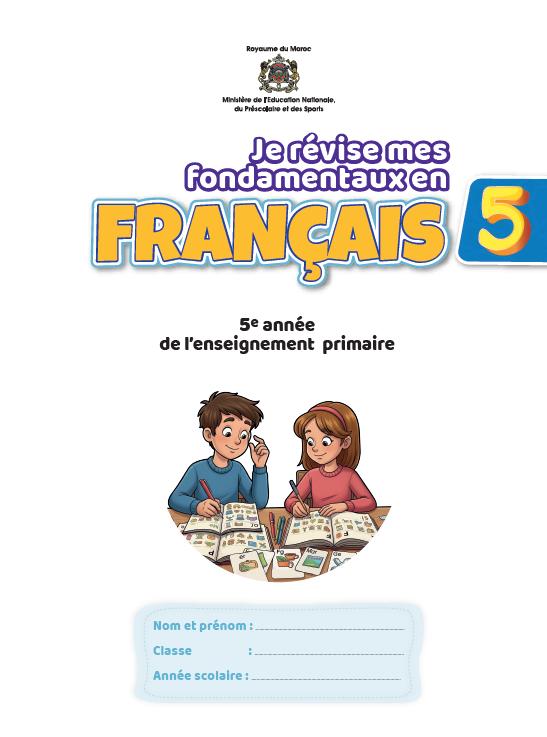 Royaume du Maroc
Ministère de l'Education Nationale,
du Préscolaire et des Sports
Je révise mes
fondamentaux en
FRANÇAIS
5
5e année
de l'enseignement primaire
Nom et prénom :
Classe :
Année scolaire :